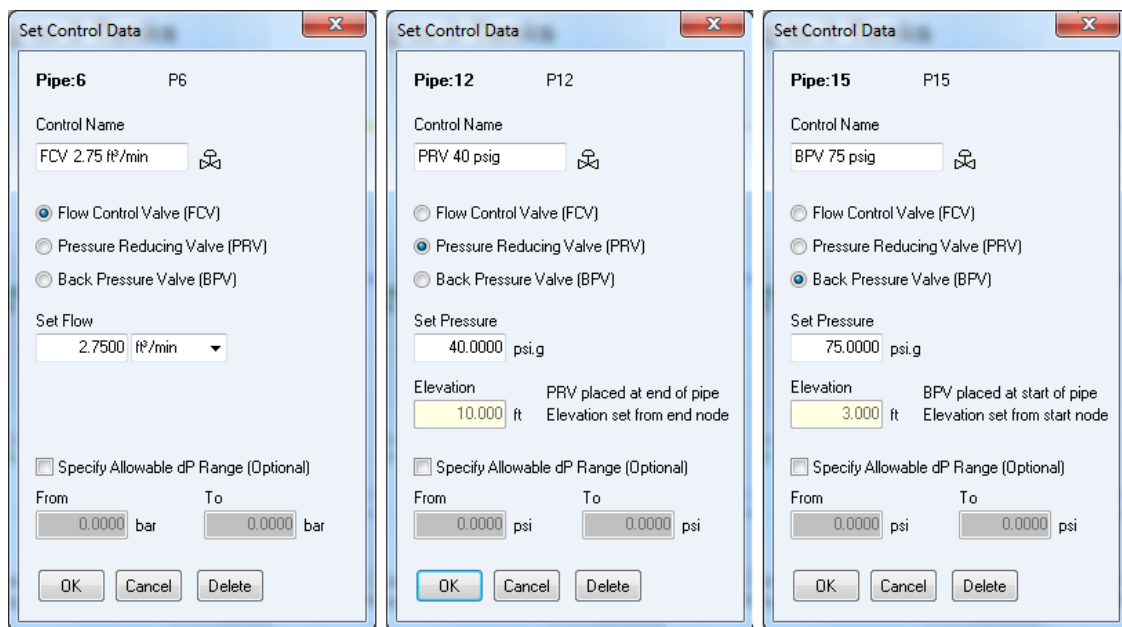 Set Control Data
Pipe:6 P6
Control Name
FCV 2.75 ft³/min
Flow Control Valve (FCV)
Pressure Reducing Valve (PRV)
Back Pressure Valve (BPV)
Set Flow
2.7500 ft³/min
Specify Allowable dP Range (Optional)
From To
0.0000 bar 0.0000 bar
OK Cancel Delete
Set Control Data
Pipe:12 P12
Control Name
PRV 40 psig
Flow Control Valve (FCV)
Pressure Reducing Valve (PRV)
Back Pressure Valve (BPV)
Set Pressure
40.0000 psi.g
Elevation PRV placed at end of pipe
10.000 ft Elevation set from end node
Specify Allowable dP Range (Optional)
From To
0.0000 psi 0.0000 psi
OK Cancel Delete
Set Control Data
Pipe:15 P15
Control Name
BPV 75 psig
Flow Control Valve (FCV)
Pressure Reducing Valve (PRV)
Back Pressure Valve (BPV)
Set Pressure
75.0000 psi.g
Elevation BPV placed at start of pipe
3.000 ft Elevation set from start node
Specify Allowable dP Range (Optional)
From To
0.0000 psi 0.0000 psi
OK Cancel Delete